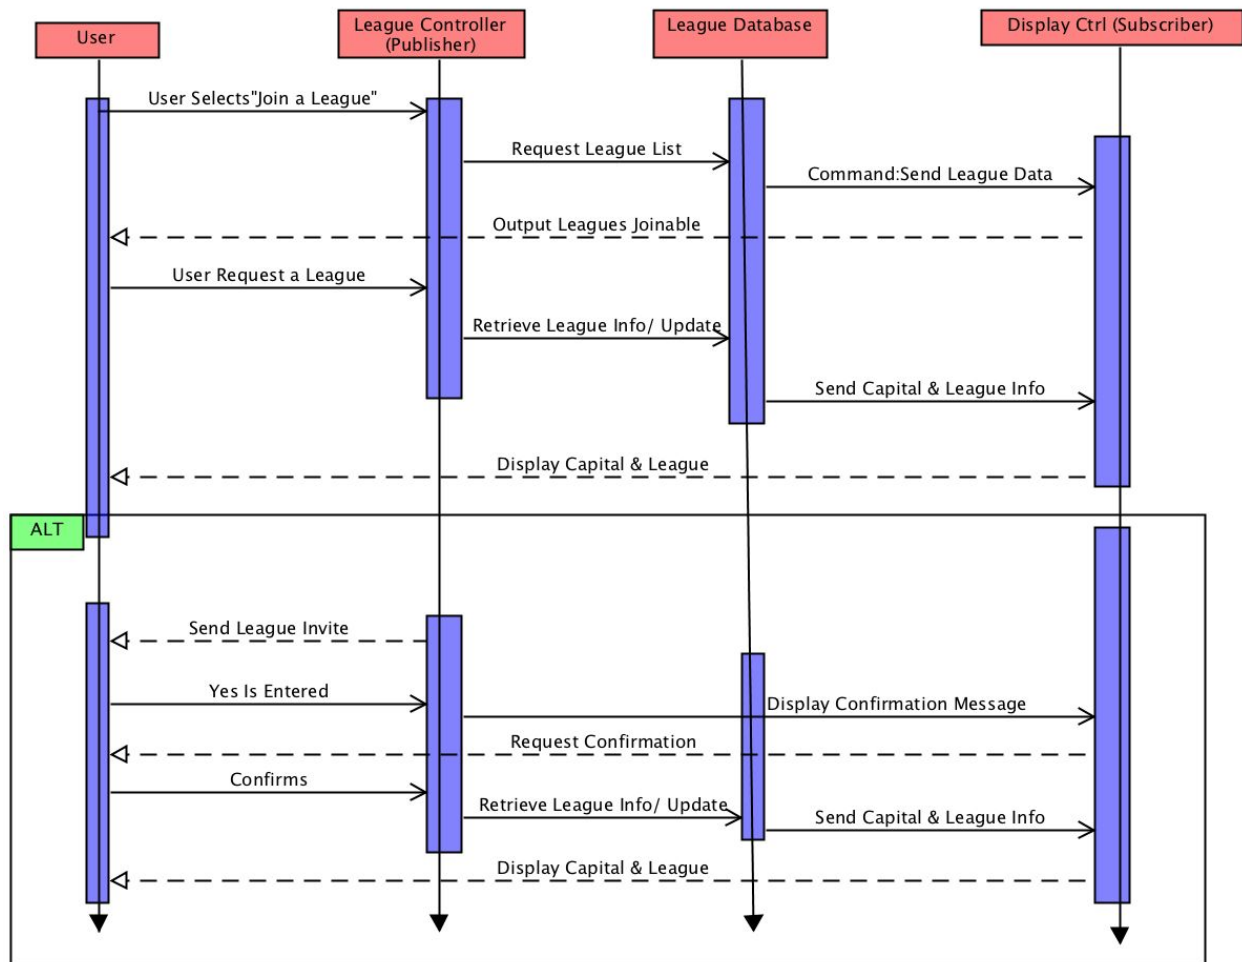 User
League Controller
(Publisher)
League Database
Display Ctrl (Subscriber)
User Selects"Join a League"
Request League List
Command:Send League Data
Output Leagues Joinable
User Request a League
Retrieve League Info/ Update
Send Capital & League Info
Display Capital & League
ALT
Send League Invite
Yes Is Entered
Display Confirmation Message
Request Confirmation
Confirms
Retrieve League Info/ Update
Send Capital & League Info
Display Capital & League